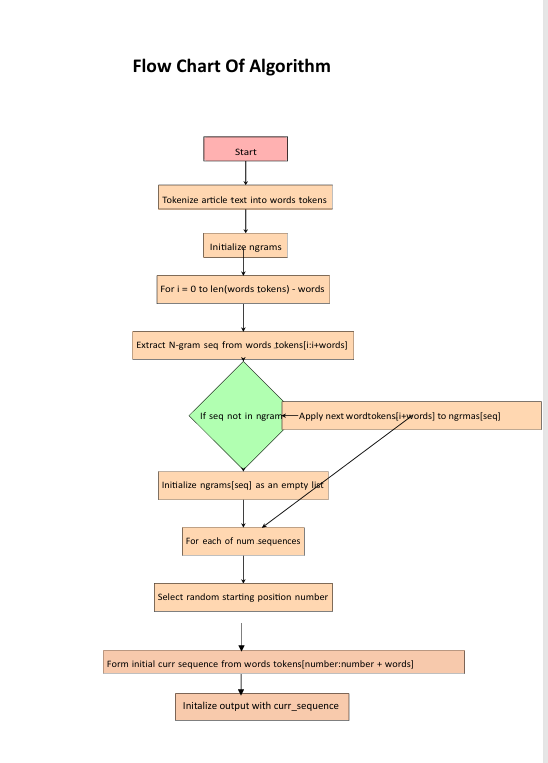 Flow Chart Of Algorithm
Start
Tokenize article text into words tokens
Initialize ngrams
For i = 0 to len(words tokens) - words
Extract N-gram seq from words tokens[i:i+words]
If seq not in ngram
Apply next wordtokens[i+words] to ngrmas[seq]
Initialize ngrams[seq] as an empty list
For each of num sequences
Select random starting position number
Form initial curr sequence from words tokens[number:number + words]
Initalize output with curr_sequence